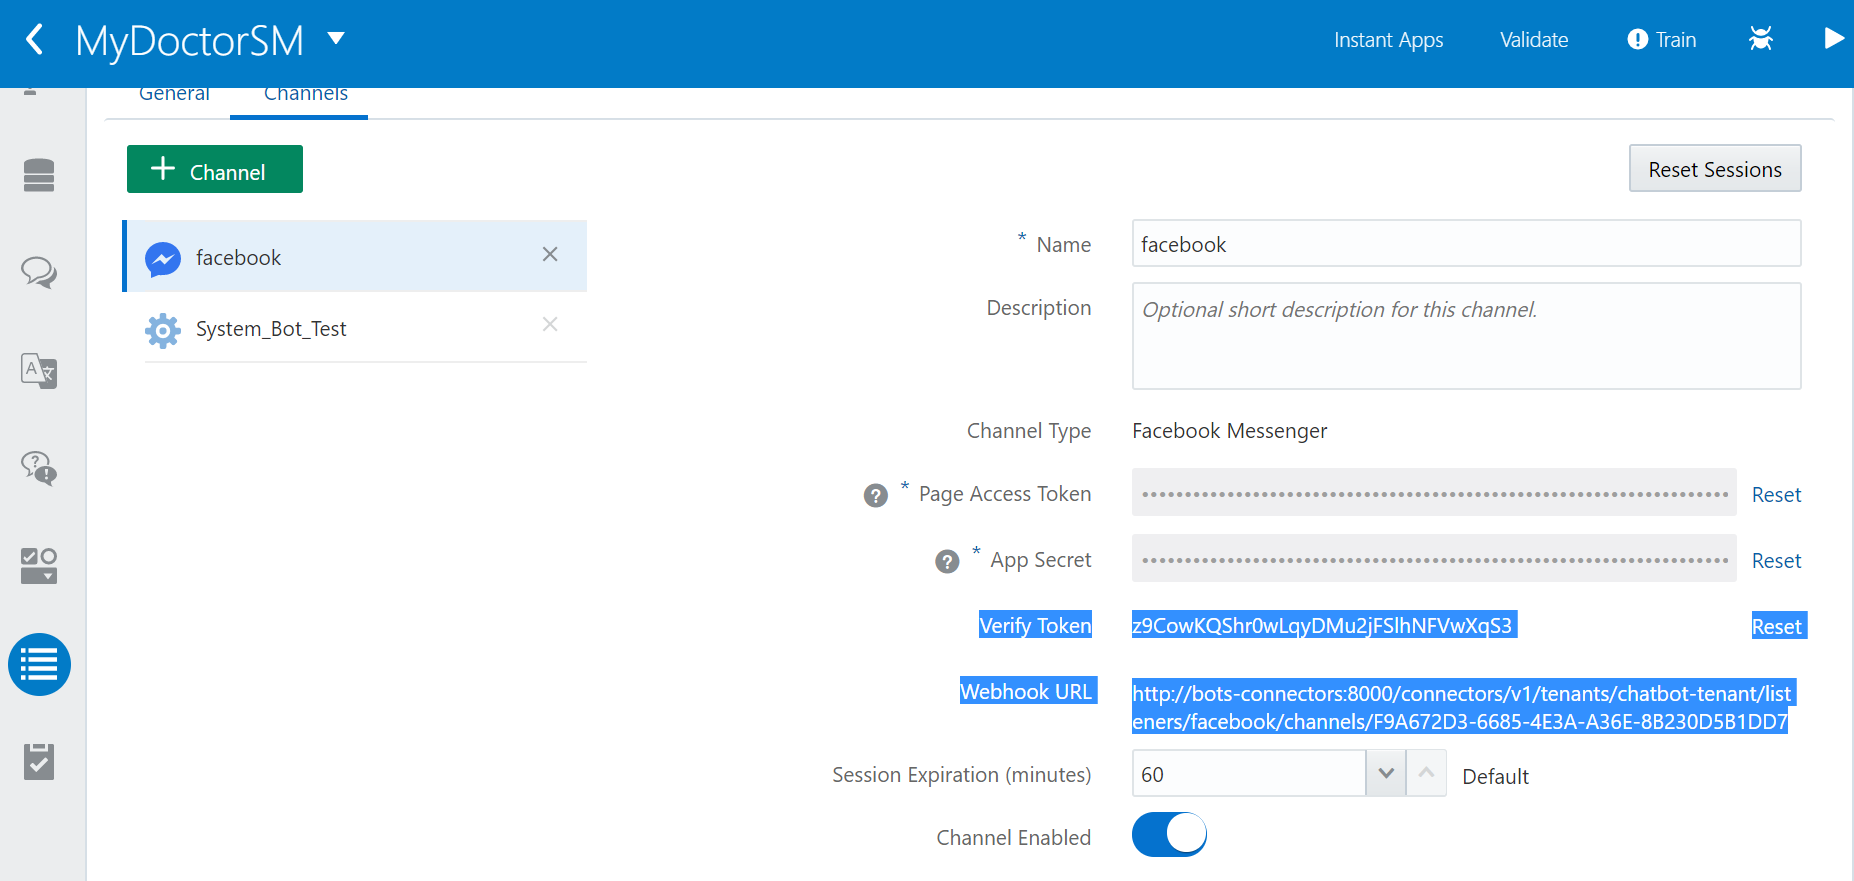 MyDoctorSM
Instant Apps
Validate
Train
General
Channels
Channel
Reset Sessions
facebook
System_Bot_Test
* Name
facebook
Description
Optional short description for this channel.
Channel Type
Facebook Messenger
* Page Access Token
Reset
* App Secret
Reset
Verify Token
z9CowKQShr0wLqyDMu2jFSlhNFVwXqS3
Reset
Webhook URL
http://bots-connectors:8000/connectors/v1/tenants/chatbot-tenant/list
eners/facebook/channels/F9A672D3-6685-4E3A-A36E-8B230D5B1DD7
Session Expiration (minutes)
60
Default
Channel Enabled